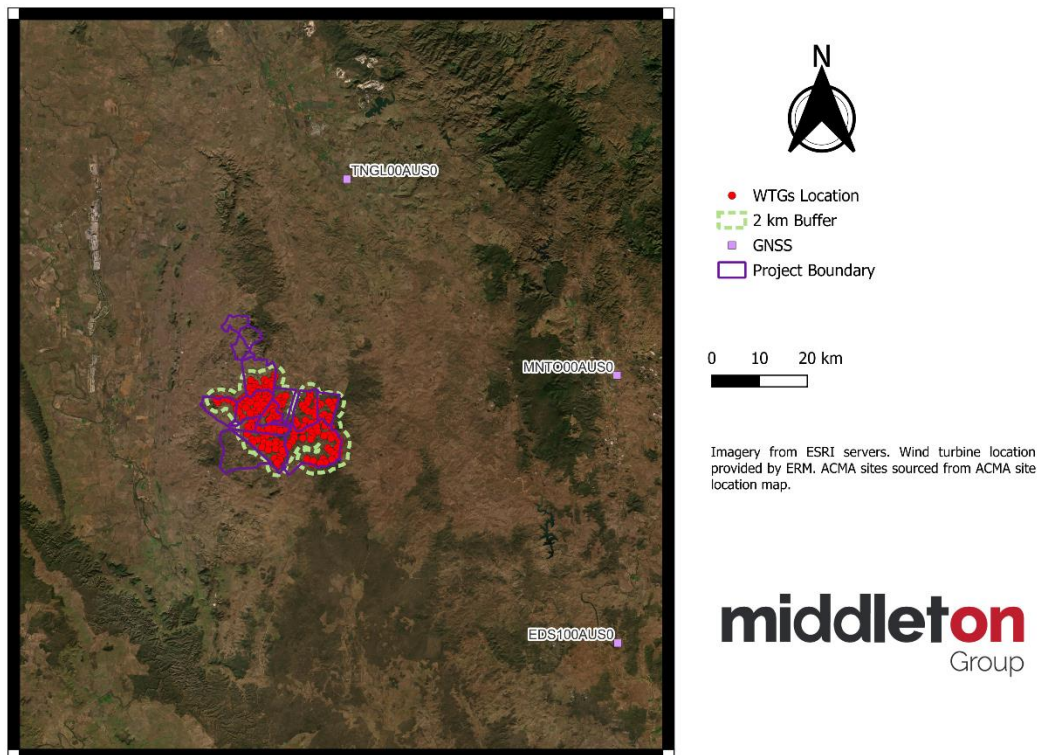 TNGL00AUS0
MNTO00AUS0
EDS100AUS0
N
WTGs Location
2 km Buffer
GNSS
Project Boundary
0 10 20 km
Imagery from ESRI servers. Wind turbine location
provided by ERM. ACMA sites sourced from ACMA site
location map.
middleton
Group